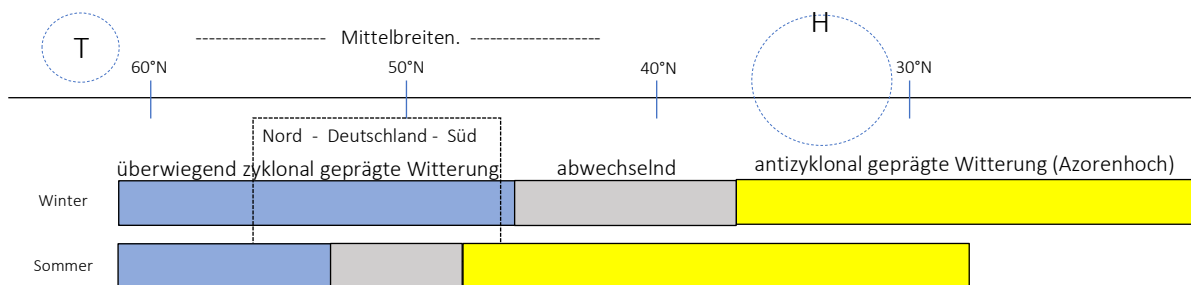 T
H
---------------------- Mittelbreiten. ----------------------
60°N
50°N
40°N
30°N
Nord - Deutschland - Süd
überwiegend zyklonal geprägte Witterung
abwechselnd
antizyklonal geprägte Witterung (Azorenhoch)
Winter
Sommer